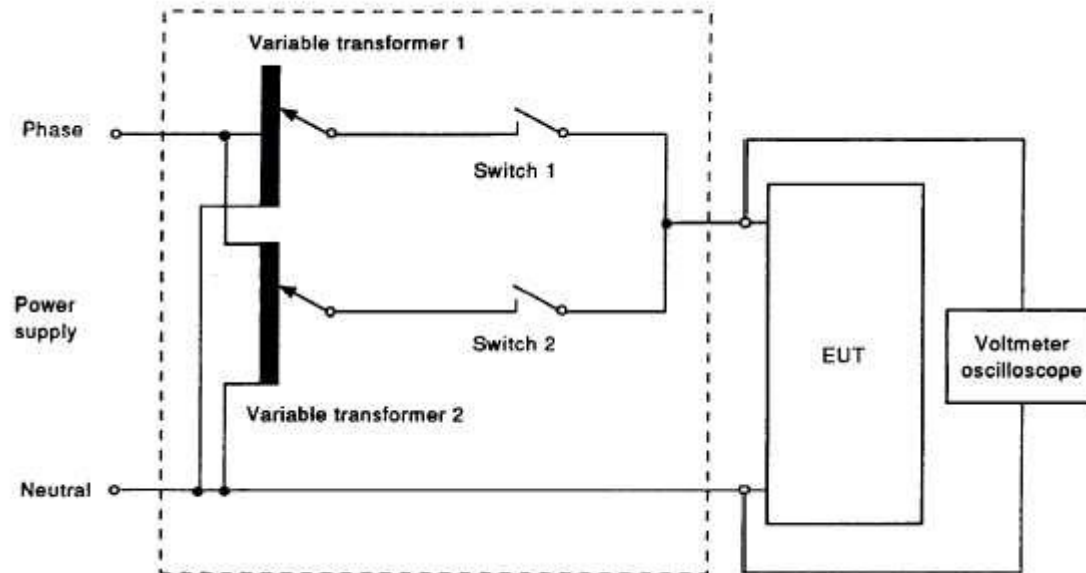 Variable transformer 1
Phase
Switch 1
Power
supply
Switch 2
EUT
Voltmeter
oscilloscope
Variable transformer 2
Neutral